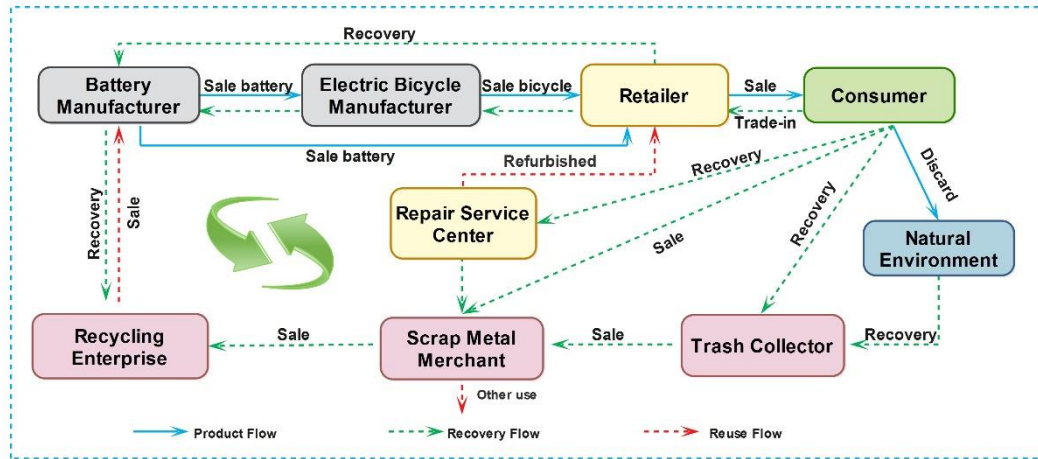 Recovery
Battery
Manufacturer
Sale battery
Electric Bicycle
Manufacturer
Sale bicycle
Retailer
Sale
Consumer
Trade-in
Sale battery
Refurbished
Recovery
Discard
Recovery
Sale
Repair Service
Center
Sale
Recovery
Natural
Environment
Recycling
Enterprise
Sale
Scrap Metal
Merchant
Sale
Trash Collector
Recovery
Other use
Product Flow
Recovery Flow
Reuse Flow